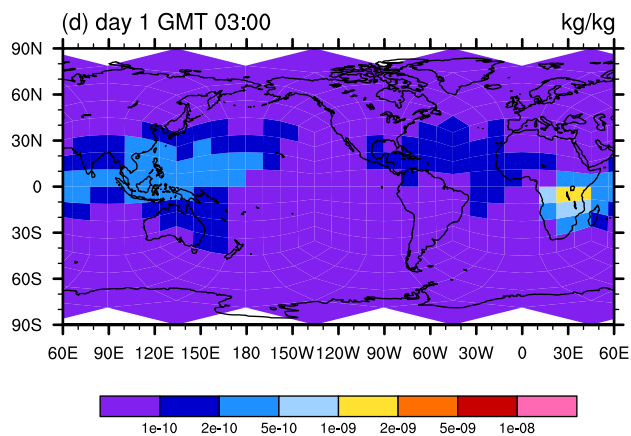 (d) day 1 GMT 03:00 kg/kg
90N
60N
30N
0
30S
60S
90S
60E 90E 120E 150E 180 150W 120W 90W 60W 30W 0 30E 60E
1e-10 2e-10 5e-10 1e-09 2e-09 5e-09 1e-08